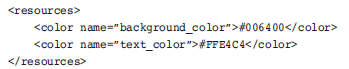 <resources>
    <color name="background_color">#006400</color>
    <color name="text_color">#FFE4C4</color>
</resources>